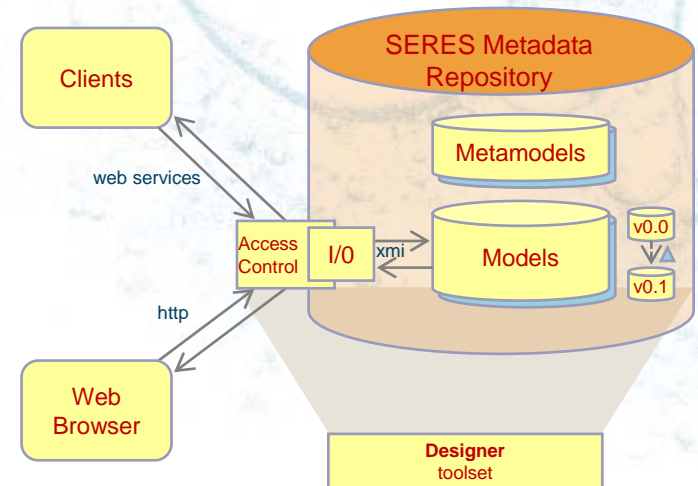 SERES Metadata
Repository
Clients
Metamodels
web services
Access
Control
I/0
xmi
Models
v0.0
v0.1
http
Web
Browser
Designer
toolset